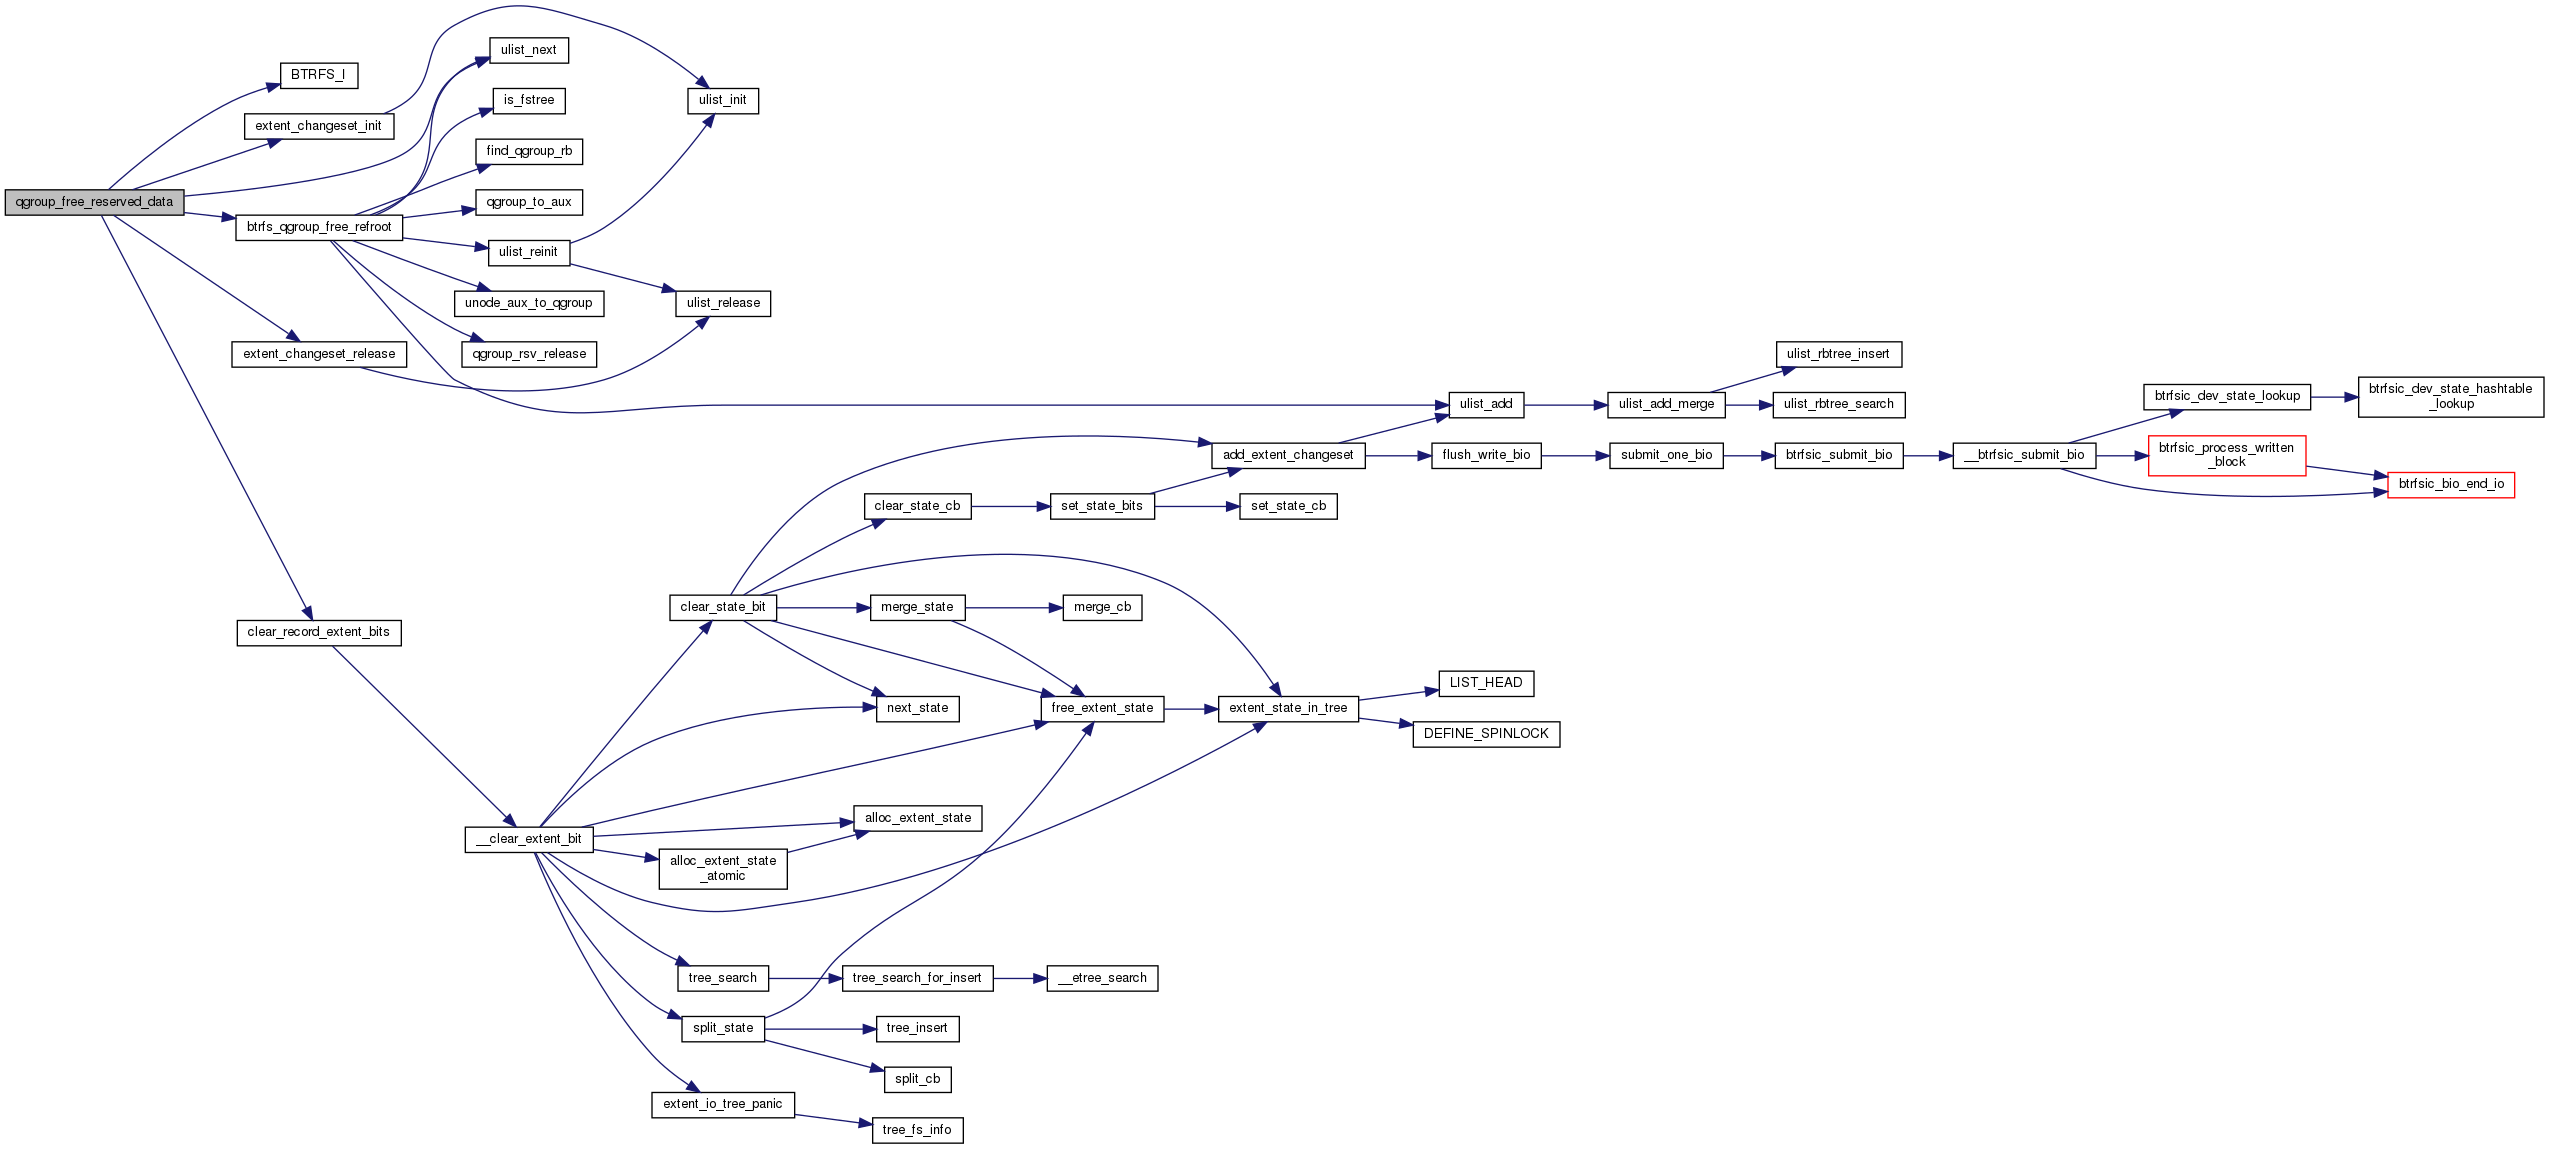 qgroup_free_reserved_data
BTRFS_I
extent_changeset_init
btrfs_qgroup_free_refroot
extent_changeset_release
clear_record_extent_bits
ulist_next
is_fstree
find_qgroup_rb
qgroup_to_aux
ulist_reinit
unode_aux_to_qgroup
qgroup_rsv_release
__clear_extent_bit
ulist_init
ulist_release
clear_state_bit
alloc_extent_state
_atomic
tree_search
split_state
extent_io_tree_panic
clear_state_cb
merge_state
next_state
alloc_extent_state
tree_search_for_insert
tree_insert
split_cb
tree_fs_info
set_state_bits
merge_cb
free_extent_state
__etree_search
add_extent_changeset
set_state_cb
extent_state_in_tree
ulist_add
flush_write_bio
LIST_HEAD
DEFINE_SPINLOCK
ulist_add_merge
submit_one_bio
ulist_rbtree_insert
ulist_rbtree_search
btrfsic_submit_bio
__btrfsic_submit_bio
btrfsic_dev_state_lookup
btrfsic_process_written
_block
btrfsic_dev_state_hashtable
_lookup
btrfsic_bio_end_io